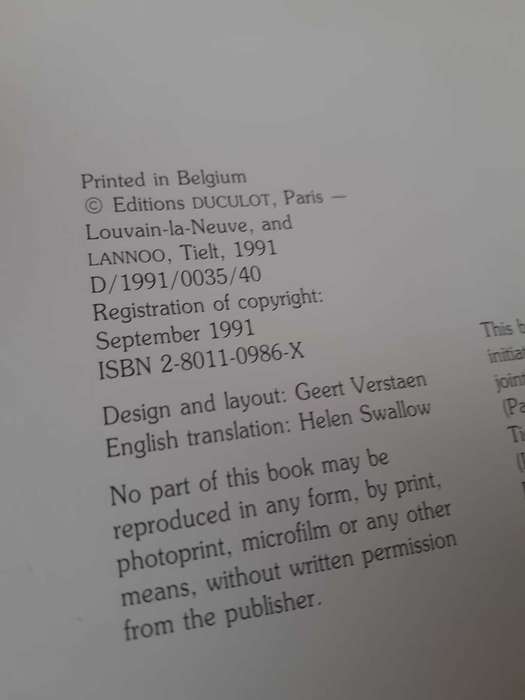 Printed in Belgium
© Editions DUCULOT, Paris —
Louvain-la-Neuve, and
LANNOO, Tielt, 1991
D/1991/0035/40
Registration of copyright:
September 1991
ISBN 2-8011-0986-X
Design and layout: Geert Verstaen
English translation: Helen Swallow
No part of this book may be
reproduced in any form, by print,
photoprint, microfilm or any other
means, without written permission
from the publisher.
This